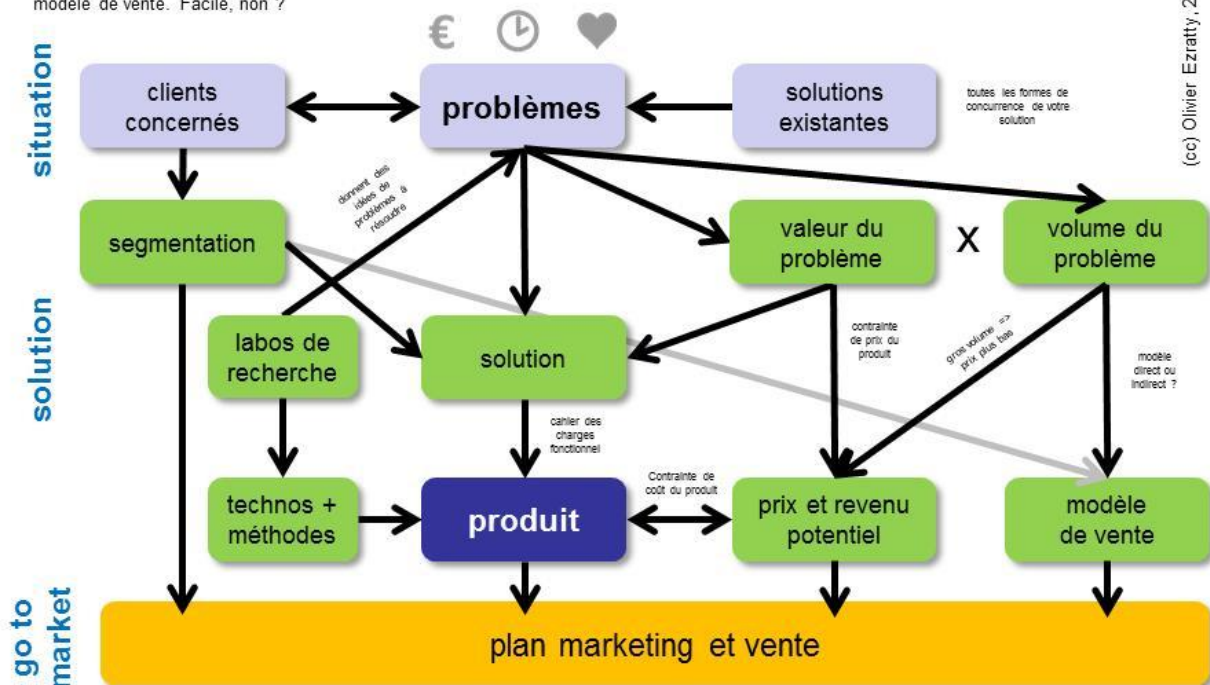 modèle de vente. Facile, non ?
€
(cc) Olivier Ezratty, 2
situation
clients
concernés
problèmes
solutions
existantes
toutes les formes de
concurrence de votre
solution
donnent des
idées de
problèmes à
résoudre
segmentation
valeur du
problème
X
volume du
problème
solution
labos de
recherche
solution
contrainte
de prix du
produit
gros volume =>
prix plus bas
modèle
direct ou
indirect ?
cahier des
charges
fonctionnel
technos +
méthodes
produit
Contrainte de
coût du produit
prix et revenu
potentiel
modèle
de vente
go to
market
plan marketing et vente